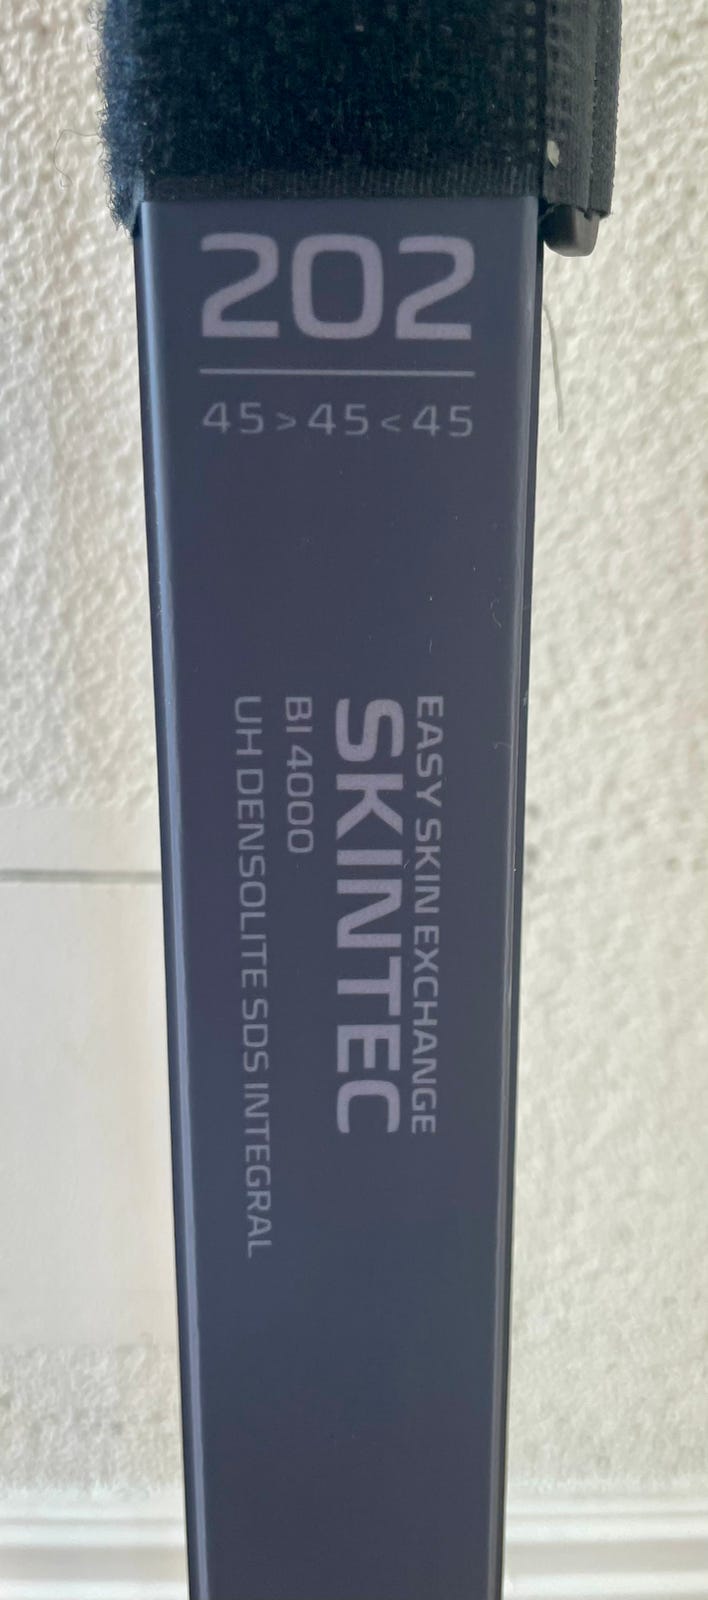 202
45>45<45
EASY SKIN EXCHANGE
SKINTEC
BI 4000
UH DENSOLITE SDS INTEGRAL